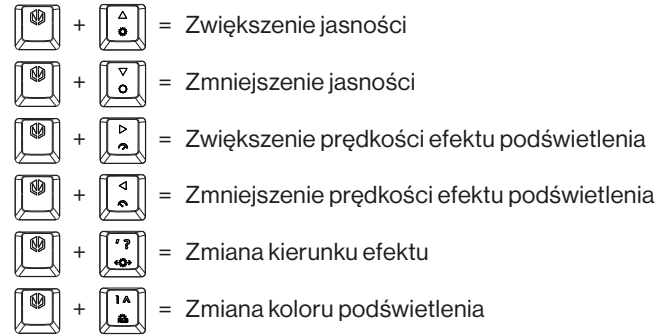 + = Zwiększenie jasności
+ = Zmniejszenie jasności
+ = Zwiększenie prędkości efektu podświetlenia
+ = Zmniejszenie prędkości efektu podświetlenia
+ ' ? = Zmiana kierunku efektu
+ = Zmiana koloru podświetlenia